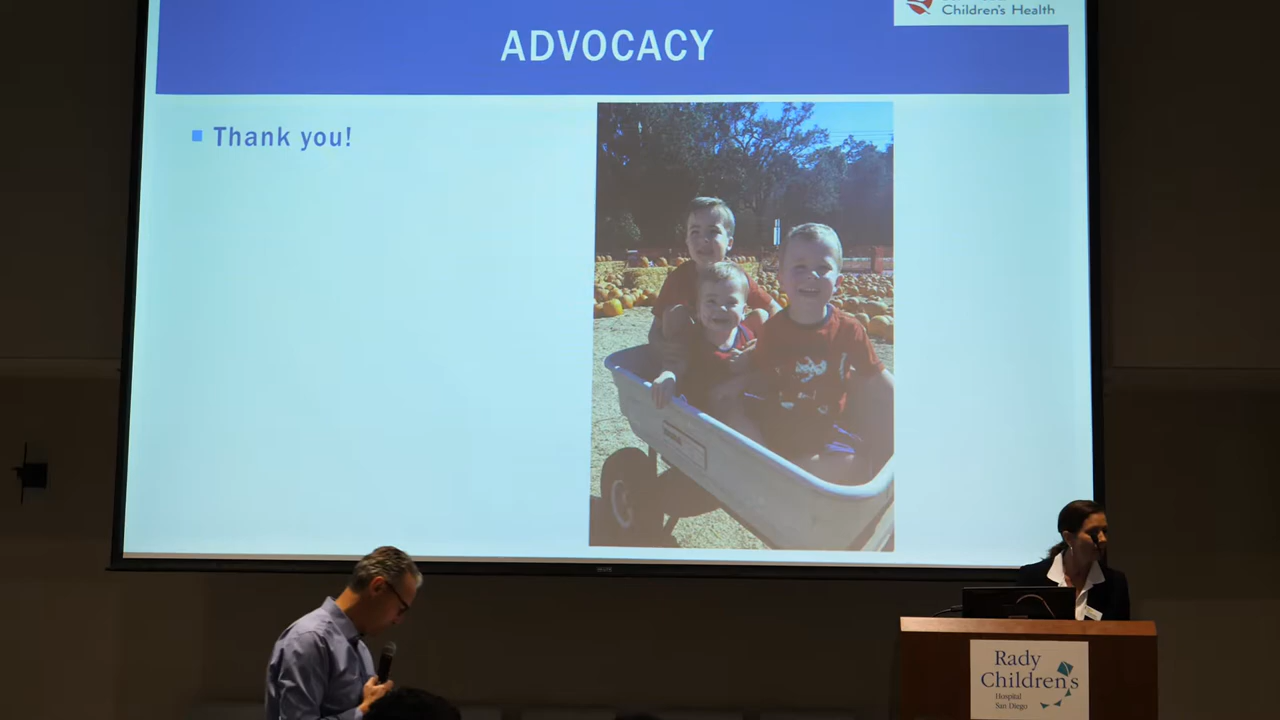 Children's Health
ADVOCACY
Thank you!
Rady
Children's
Hospital
San Diego